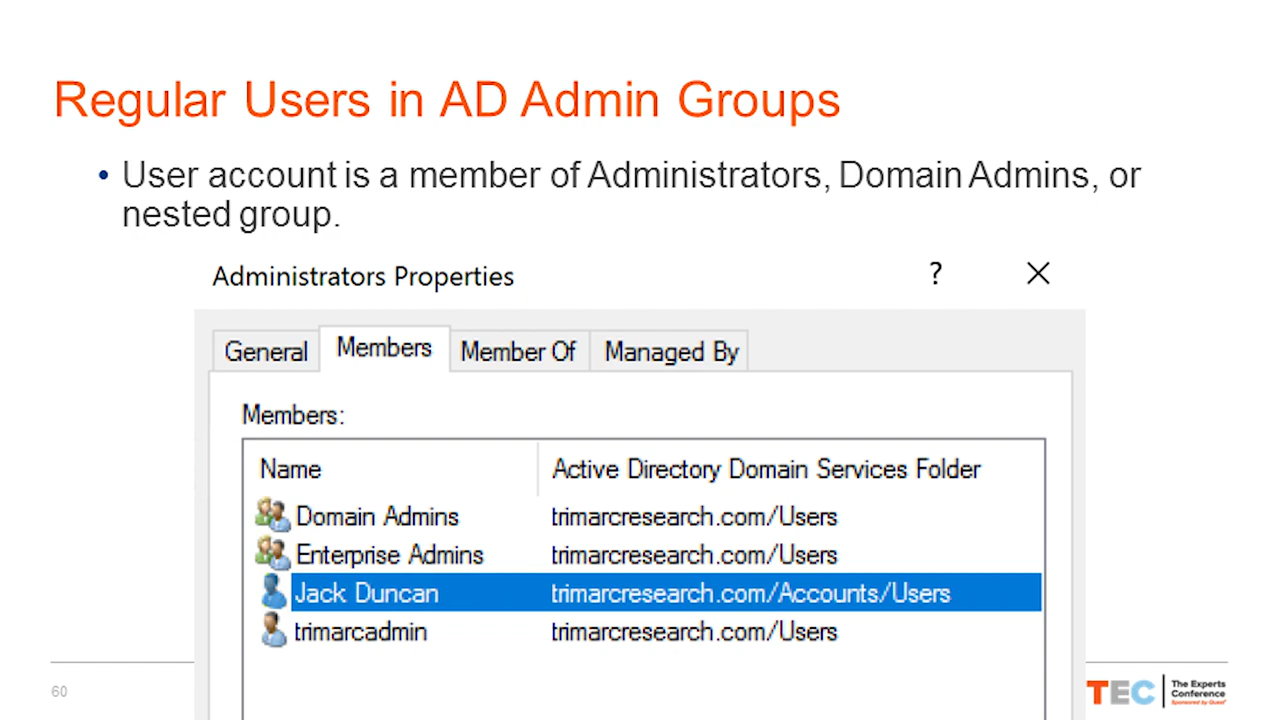 Regular Users in AD Admin Groups
• User account is a member of Administrators, Domain Admins, or
nested group.
Administrators Properties ? ×
General Members Member Of Managed By
Members:
Name Active Directory Domain Services Folder
Domain Admins trimarcresearch.com/Users
Enterprise Admins trimarcresearch.com/Users
Jack Duncan trimarcresearch.com/Accounts/Users
trimarcadmin trimarcresearch.com/Users
60
TEC
The Experts
Conference
Sponsored by Quest